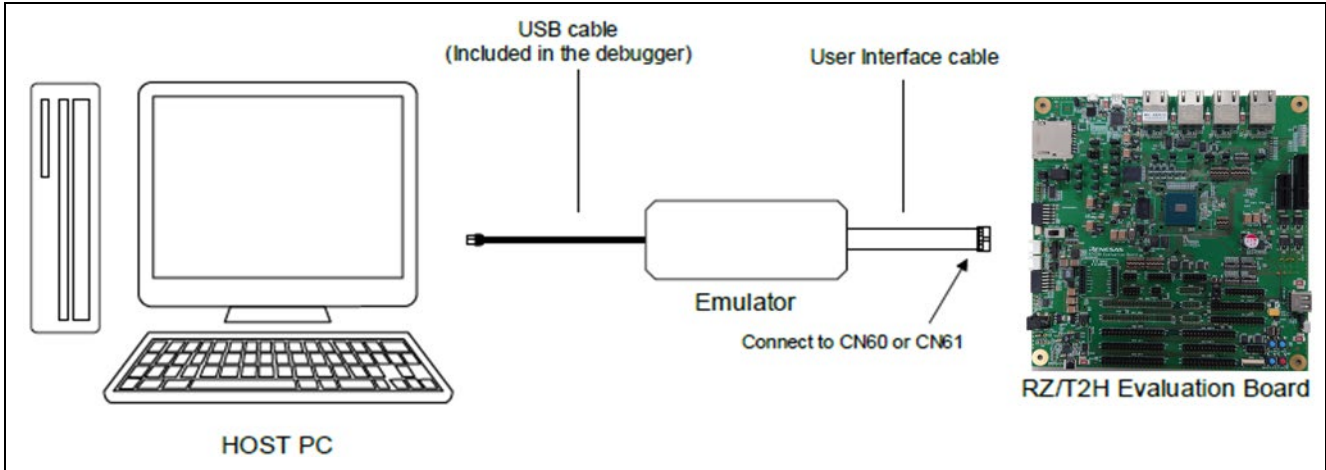 USB cable
(Included in the debugger)
User Interface cable
Emulator
Connect to CN60 or CN61
RENESAS
RZ/T2H Evaluation Board
HOST PC